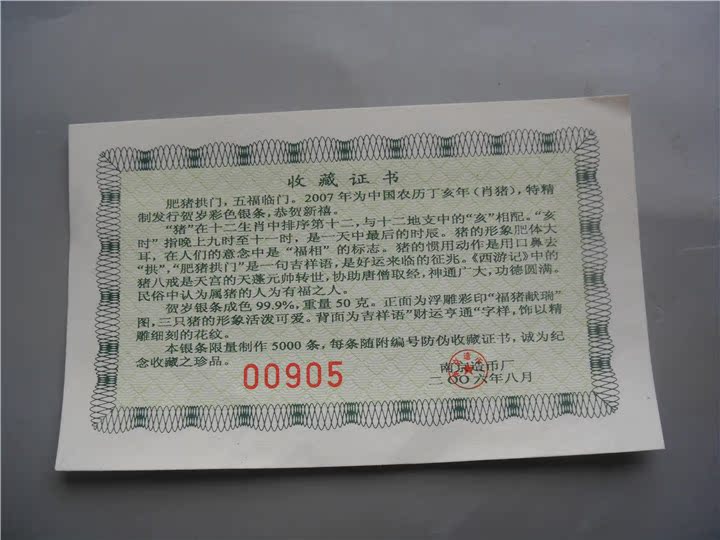 收藏证书
肥猪拱门，五福临门。2007年为中国农历丁亥年（肖猪），特精
制发行贺岁彩色银条，恭贺新禧。
“猪”在十二生肖中排序第十二，与十二地支中的“亥”相配。“亥
时”指晚上九时至十一时，是一天中最后的时辰。猪的形象肥体大
耳，在人们的意念中是“福相”的标志。猪的惯用动作是用口鼻去
“拱”，“肥猪拱门”是一句吉祥语，是好运来临的征兆。《西游记》中的
猪八戒是天宫的天蓬元帅转世，协助唐僧取经，神通广大，功德圆满。
民俗中认为属猪的人为有福之人。
贺岁银条成色99.9%，重量50克。正面为浮雕彩印“福猪献瑞”
图，三只猪的形象活泼可爱。背面为吉祥语“财运亨通”字样，饰以精
雕细刻的花纹。
本银条限量制作5000条，每条随附编号防伪收藏证书，诚为纪
念收藏之珍品。
00905
南京造币厂
二〇〇六年八月